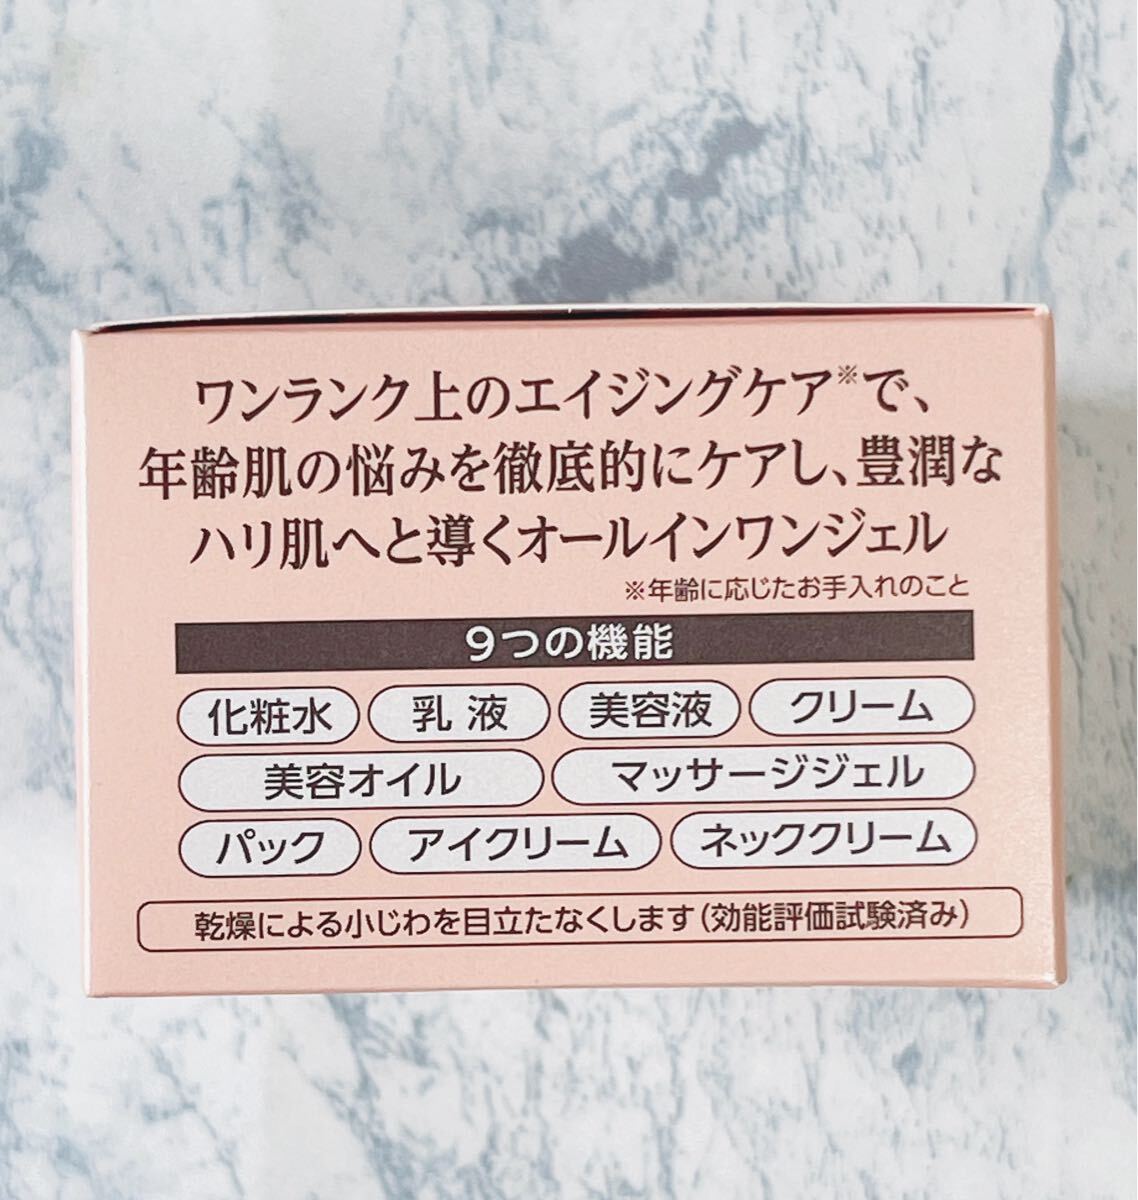 ワンランク上のエイジングケア※で、
年齢肌の悩みを徹底的にケアし、豊潤な
ハリ肌へと導くオールインワンジェル
※年齢に応じたお手入れのこと
9つの機能
化粧水 乳液 美容液 クリーム
美容オイル マッサージジェル
パック アイクリーム ネッククリーム
乾燥による小じわを目立たなくします(効能評価試験済み)